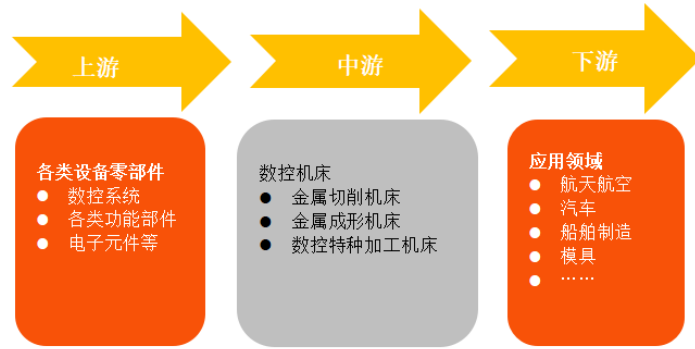 上游
中游
下游
各类设备零部件
● 数控系统
● 各类功能部件
● 电子元件等
数控机床
● 金属切削机床
● 金属成形机床
● 数控特种加工机床
应用领域
● 航天航空
● 汽车
● 船舶制造
● 模具
● ……